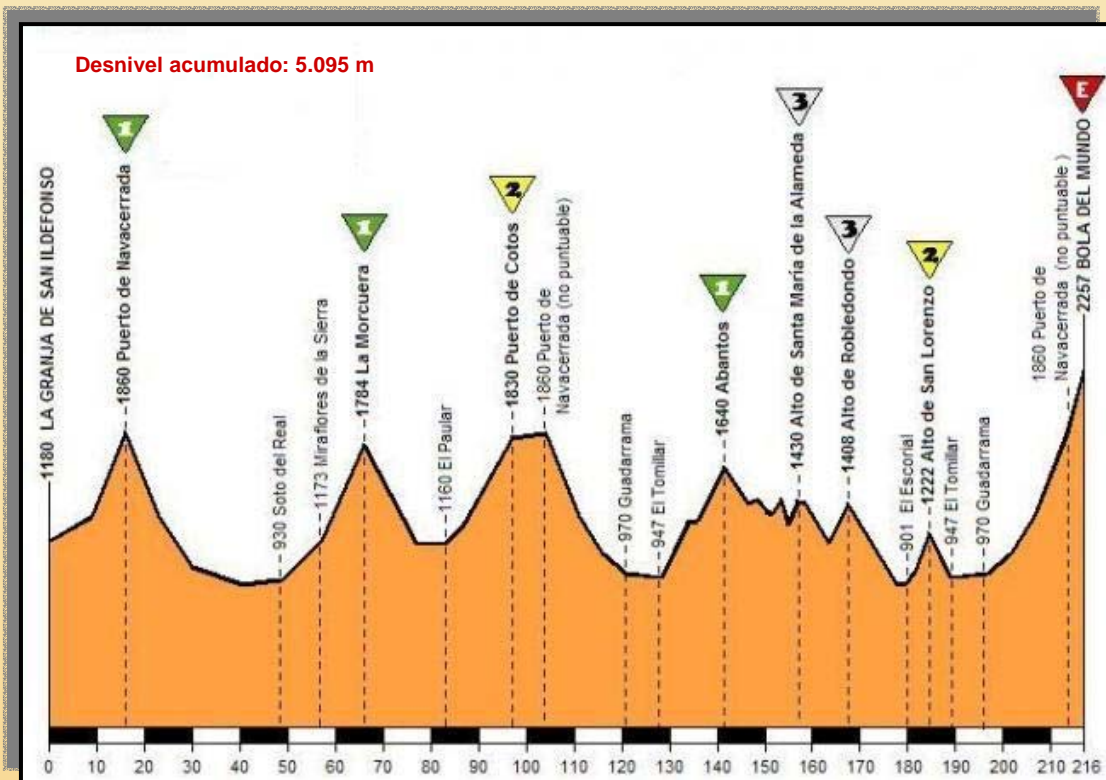 Desnivel acumulado: 5.095 m
1180 LA GRANJA DE SAN ILDEFONSO
1
1860 Puerto de Navacerrada
930 Soto del Real
1173 Miraflores de la Sierra
1
1784 La Morcuera
1160 El Paular
2
1830 Puerto de Cotos
1860 Puerto de
Navacerrada (no puntuable)
970 Guadarrama
947 El Tomillar
1
1640 Abantos
3
1430 Alto de Santa María de la Alameda
3
1408 Alto de Robledondo
901 El Escorial
2
1222 Alto de San Lorenzo
947 El Tomillar
970 Guadarrama
1860 Puerto de
Navacerrada (no puntuable )
E
2257 BOLA DEL MUNDO
0 10 20 30 40 50 60 70 80 90 100 110 120 130 140 150 160 170 180 190 200 210 216